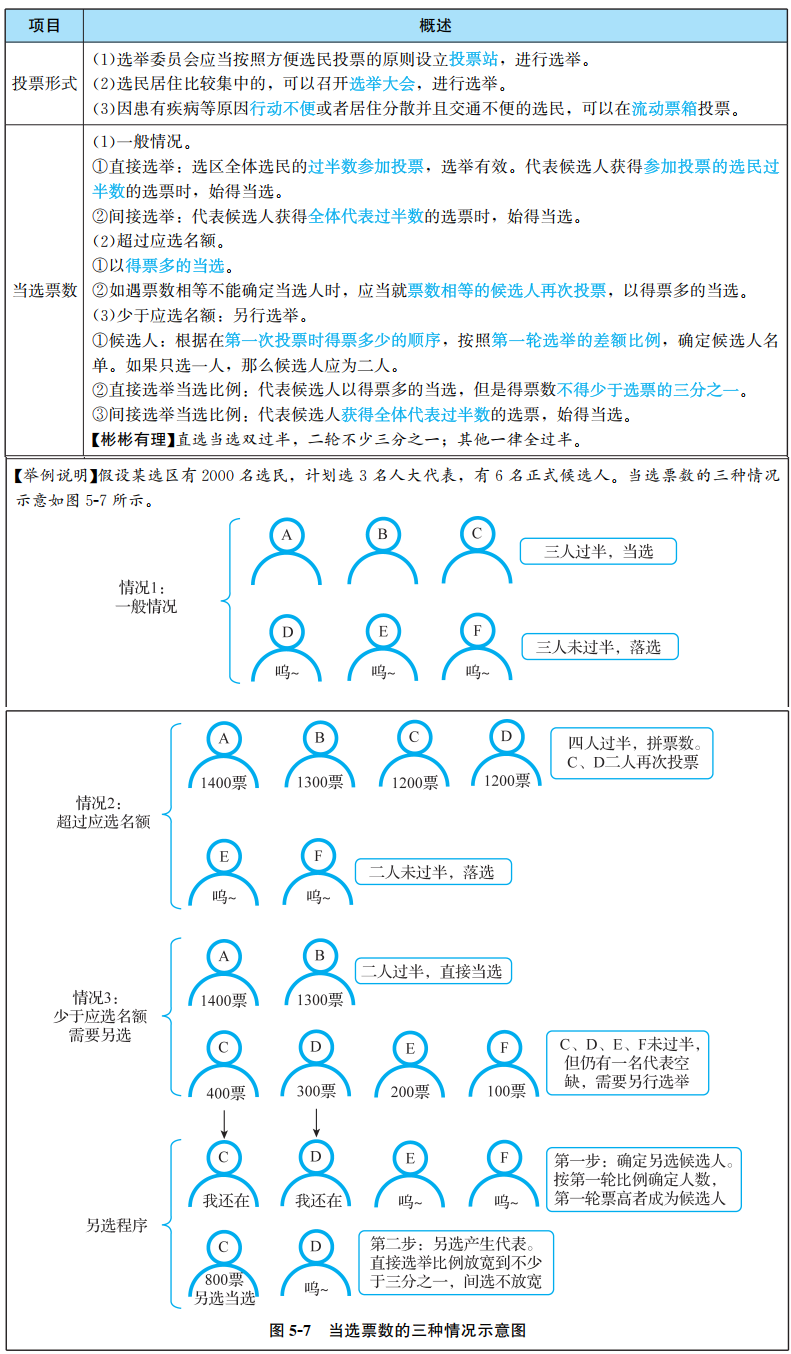 项目 概述
投票形式
(1)选举委员会应当按照方便选民投票的原则设立投票站，进行选举。
(2)选民居住比较集中的，可以召开选举大会，进行选举。
(3)因患有疾病等原因行动不便或者居住分散并且交通不便的选民，可以在流动票箱投票。
当选票数
(1)一般情况。
①直接选举：选区全体选民的过半数参加投票，选举有效。代表候选人获得参加投票的选民过
半数的选票时，始得当选。
②间接选举：代表候选人获得全体代表过半数的选票时，始得当选。
(2)超过应选名额。
①以得票多的当选。
②如遇票数相等不能确定当选人时，应当就票数相等的候选人再次投票，以得票多的当选。
(3)少于应选名额：另行选举。
①候选人：根据在第一次投票时得票多少的顺序，按照第一轮选举的差额比例，确定候选人名
单。如果只选一人，那么候选人应为二人。
②直接选举当选比例：代表候选人以得票多的当选，但是得票数不得少于选票的三分之一。
③间接选举当选比例：代表候选人获得全体代表过半数的选票，始得当选。
【彬彬有理】直选当选双过半，二轮不少三分之一；其他一律全过半。
【举例说明】假设某选区有 2000 名选民，计划选 3 名人大代表，有 6 名正式候选人。当选票数的三种情况
示意如图 5-7 所示。
情况1：
一般情况
A B C
三人过半，当选
D E F
呜~ 呜~ 呜~
三人未过半，落选
情况2：
超过应选名额
A B C D
1400票 1300票 1200票 1200票
四人过半，拼票数。
C、D二人再次投票
E F
呜~ 呜~
二人未过半，落选
情况3：
少于应选名额
需要另选
A B
1400票 1300票
二人过半，直接当选
C D E F
400票 300票 200票 100票
C、D、E、F未过半，
但仍有一名代表空
缺，需要另行选举
另选程序
C D E F
我还在 我还在 呜~ 呜~
第一步：确定另选候选人。
按第一轮比例确定人数，
第一轮票高者成为候选人
C D
800票
另选当选
呜~
第二步：另选产生代表。
直接选举比例放宽到不少
于三分之一，间选不放宽
图 5-7 当选票数的三种情况示意图